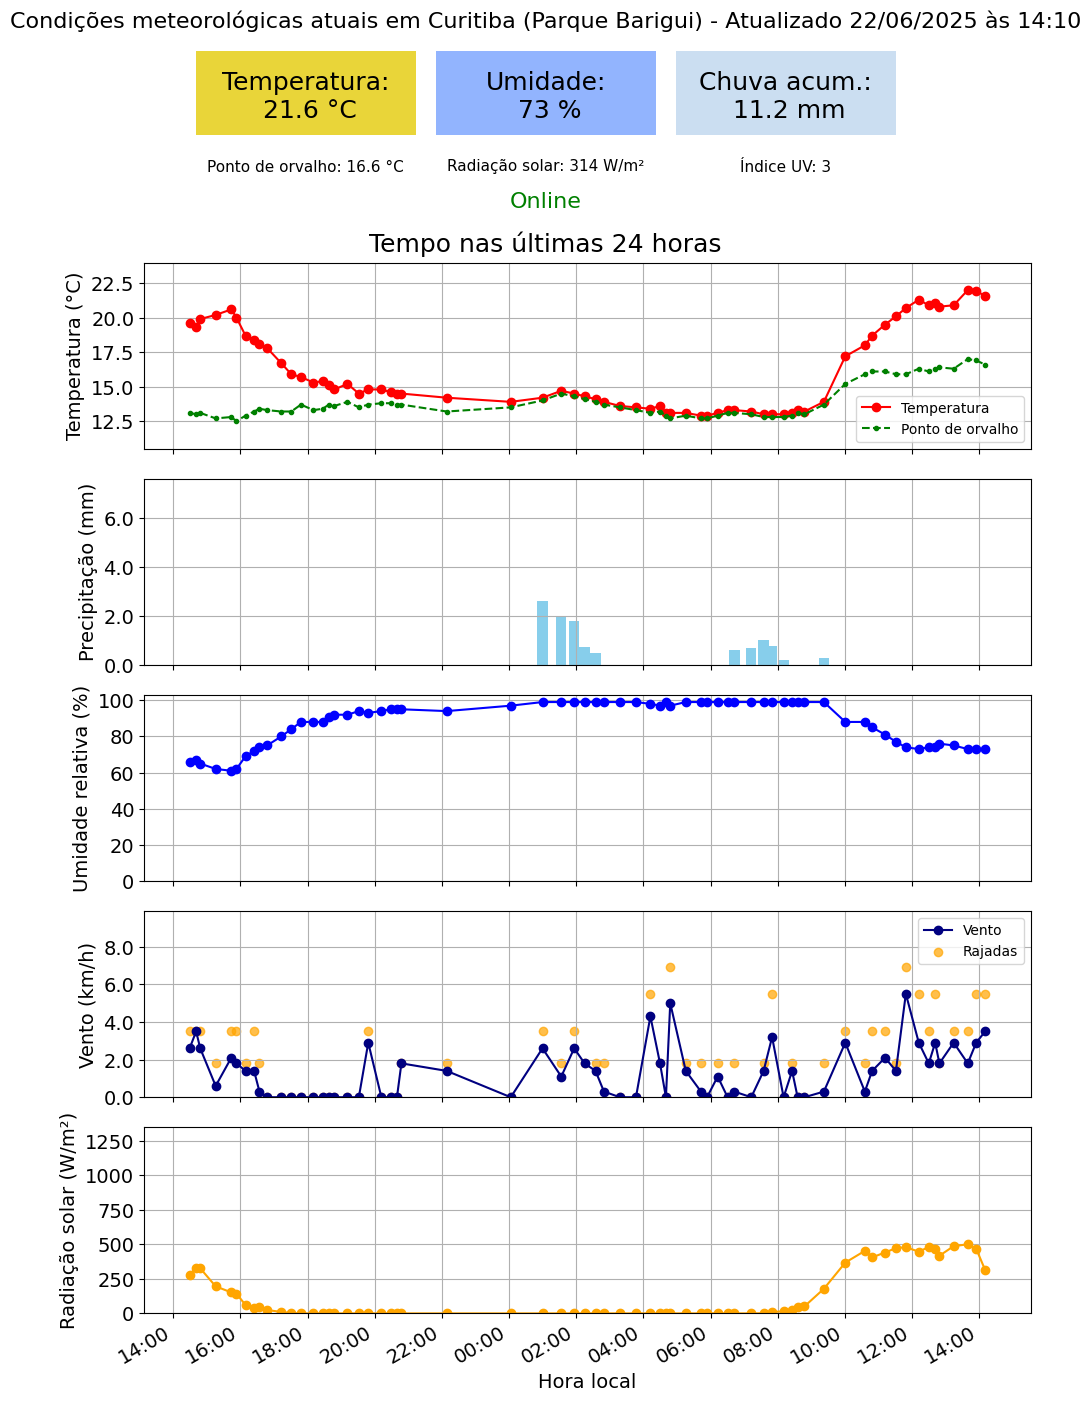 Condições meteorológicas atuais em Curitiba (Parque Barigui) - Atualizado 22/06/2025 às 14:10
Temperatura:
21.6 °C
Umidade:
73 %
Chuva acum.:
11.2 mm
Ponto de orvalho: 16.6 °C
Radiação solar: 314 W/m²
Índice UV: 3
Online
Tempo nas últimas 24 horas
Temperatura (°C)
22.5
20.0
17.5
15.0
12.5
Temperatura
Ponto de orvalho
Precipitação (mm)
6.0
4.0
2.0
0.0
Umidade relativa (%)
100
80
60
40
20
0
Vento (km/h)
8.0
6.0
4.0
2.0
0.0
Vento
Rajadas
Radiação solar (W/m²)
1250
1000
750
500
250
0
14:00
16:00
18:00
20:00
22:00
00:00
02:00
04:00
06:00
08:00
10:00
12:00
14:00
Hora local